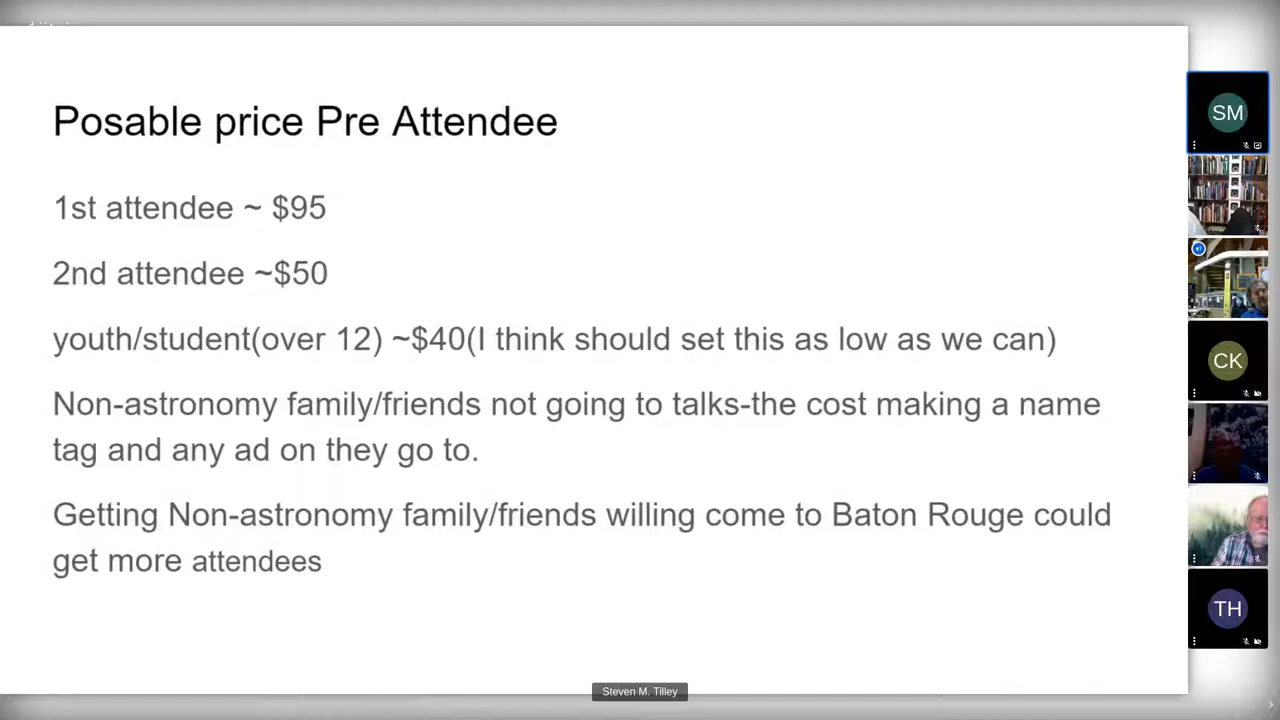 Posable price Pre Attendee
1st attendee ~ $95
2nd attendee ~$50
youth/student(over 12) ~$40(I think should set this as low as we can)
Non-astronomy family/friends not going to talks-the cost making a name
tag and any ad on they go to.
Getting Non-astronomy family/friends willing come to Baton Rouge could
get more attendees
SM
CK
TH
Steven M. Tilley